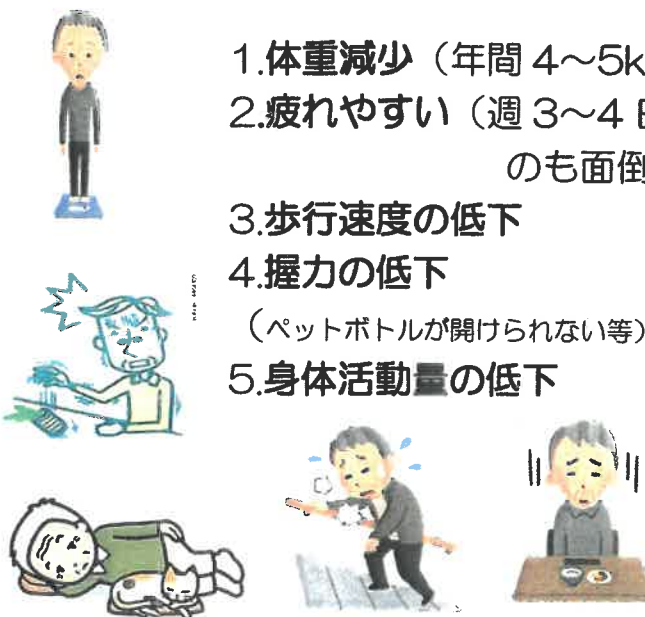 1.体重減少（年間4～5k
2.疲れやすい（週3～4日
のも面倒
3.歩行速度の低下
4.握力の低下
（ペットボトルが開けられない等）
5.身体活動量の低下